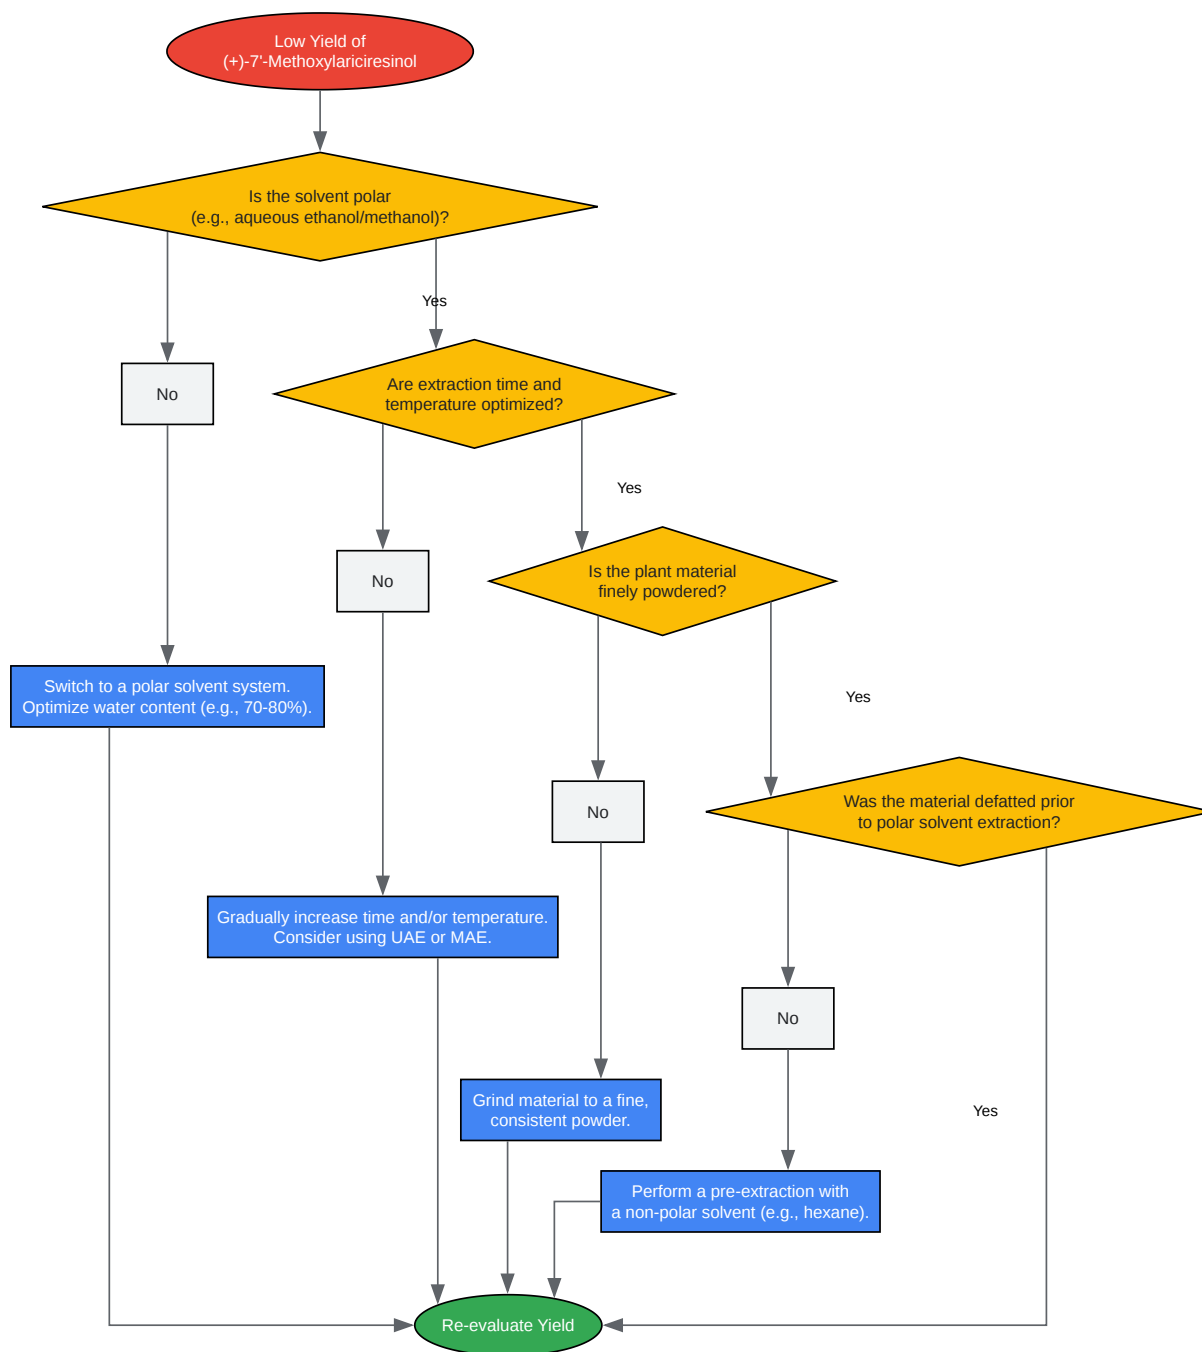 Low Yield of
(+)-7'-Methoxylariciresinol
Is the solvent polar
(e.g., aqueous ethanol/methanol)?
Yes
Are extraction time and
temperature optimized?
No
Yes
Is the plant material
finely powdered?
No
Switch to a polar solvent system.
Optimize water content (e.g., 70-80%).
Yes
Was the material defatted prior
to polar solvent extraction?
No
Gradually increase time and/or temperature.
Consider using UAE or MAE.
No
Grind material to a fine,
consistent powder.
Yes
Perform a pre-extraction with
a non-polar solvent (e.g., hexane).
Re-evaluate Yield